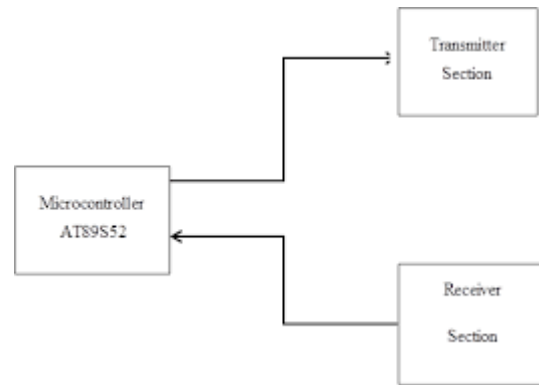 Transmitter
Section
Microcontroller
AT89S52
Receiver
Section